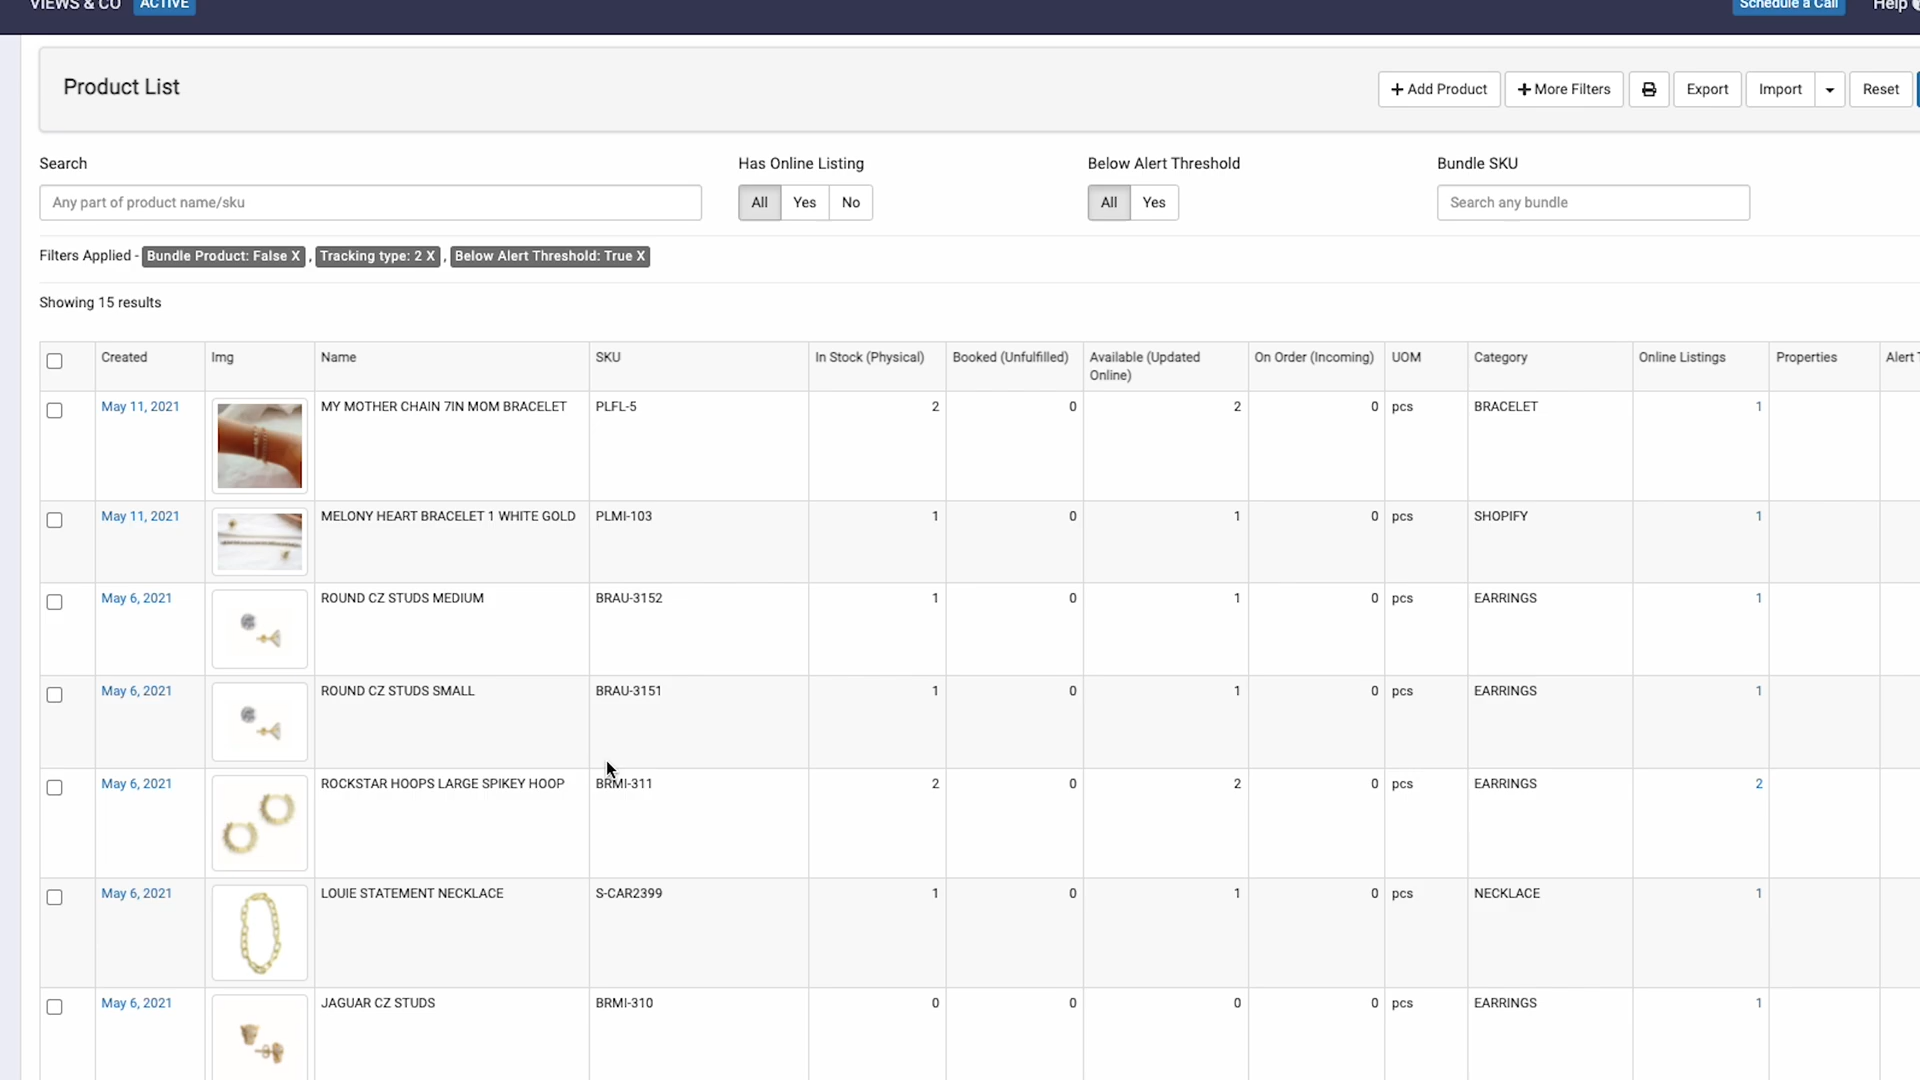 VIEWS & CO ACTIVE Schedule a Call Help
Product List + Add Product + More Filters Export Import Reset
Search Has Online Listing Below Alert Threshold Bundle SKU
Any part of product name/sku All Yes No All Yes Search any bundle
Filters Applied - Bundle Product: False X , Tracking type: 2 X , Below Alert Threshold: True X
Showing 15 results
Created Img Name SKU In Stock (Physical) Booked (Unfulfilled) Available (Updated On Order (Incoming) UOM Category Online Listings Properties Alert
Online)
May 11, 2021 MY MOTHER CHAIN 7IN MOM BRACELET PLFL-5 2 0 2 0 pcs BRACELET 1
May 11, 2021 MELONY HEART BRACELET 1 WHITE GOLD PLMI-103 1 0 1 0 pcs SHOPIFY 1
May 6, 2021 ROUND CZ STUDS MEDIUM BRAU-3152 1 0 1 0 pcs EARRINGS 1
May 6, 2021 ROUND CZ STUDS SMALL BRAU-3151 1 0 1 0 pcs EARRINGS 1
May 6, 2021 ROCKSTAR HOOPS LARGE SPIKEY HOOP BRMI-311 2 0 2 0 pcs EARRINGS 2
May 6, 2021 LOUIE STATEMENT NECKLACE S-CAR2399 1 0 1 0 pcs NECKLACE 1
May 6, 2021 JAGUAR CZ STUDS BRMI-310 0 0 0 0 pcs EARRINGS 1